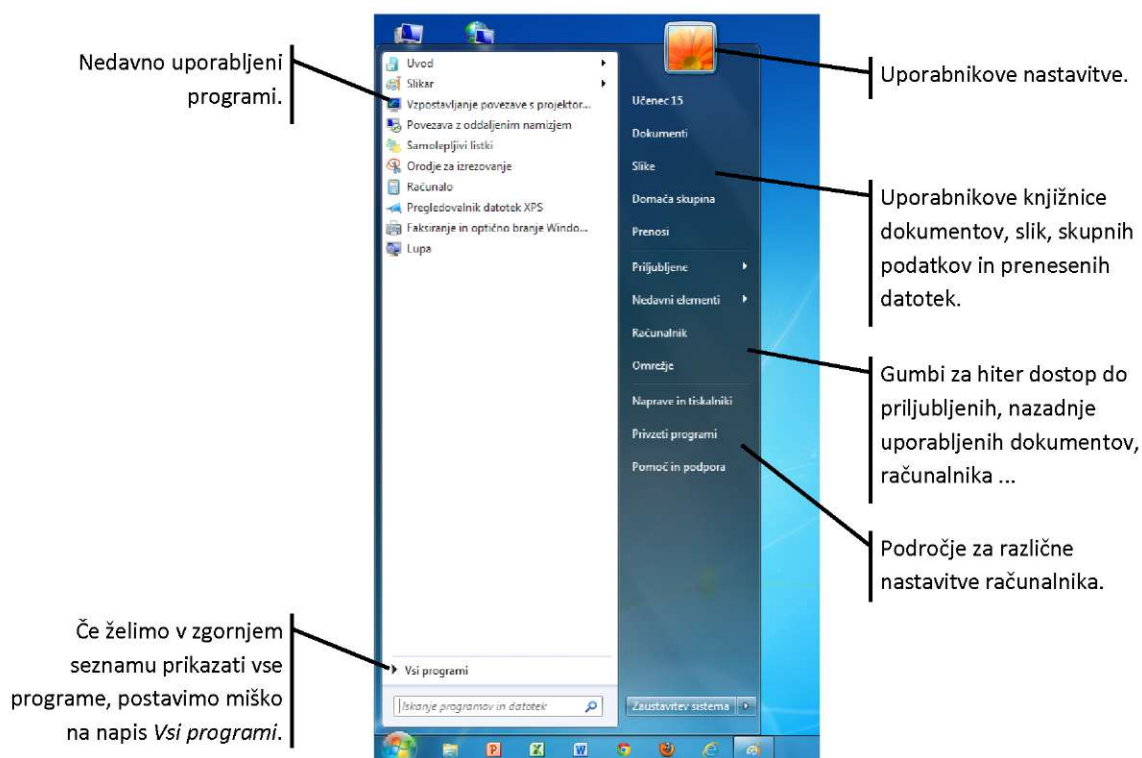 Nedavno uporabljeni
programi.
Če želimo v zgornjem
seznamu prikazati vse
programe, postavimo miško
na napis Vsi programi.
Uvod
Slikar
Vzpostavljanje povezave s projektor...
Povezava z oddaljenim namizjem
Samolepljivi listki
Orodje za izrezovanje
Računalo
Pregledovalnik datotek XPS
Faksiranje in optično branje Windo...
Lupa
Vsi programi
Iskanje programov in datotek
Učenec 15
Dokumenti
Slike
Domača skupina
Prenosi
Priljubljene
Nedavni elementi
Računalnik
Omrežje
Naprave in tiskalniki
Privzeti programi
Pomoč in podpora
Zaustavitev sistema
Uporabnikove nastavitve.
Uporabnikove knjižnice
dokumentov, slik, skupnih
podatkov in prenesenih
datotek.
Gumbi za hiter dostop do
priljubljenih, nazadnje
uporabljenih dokumentov,
računalnika ...
Področje za različne
nastavitve računalnika.